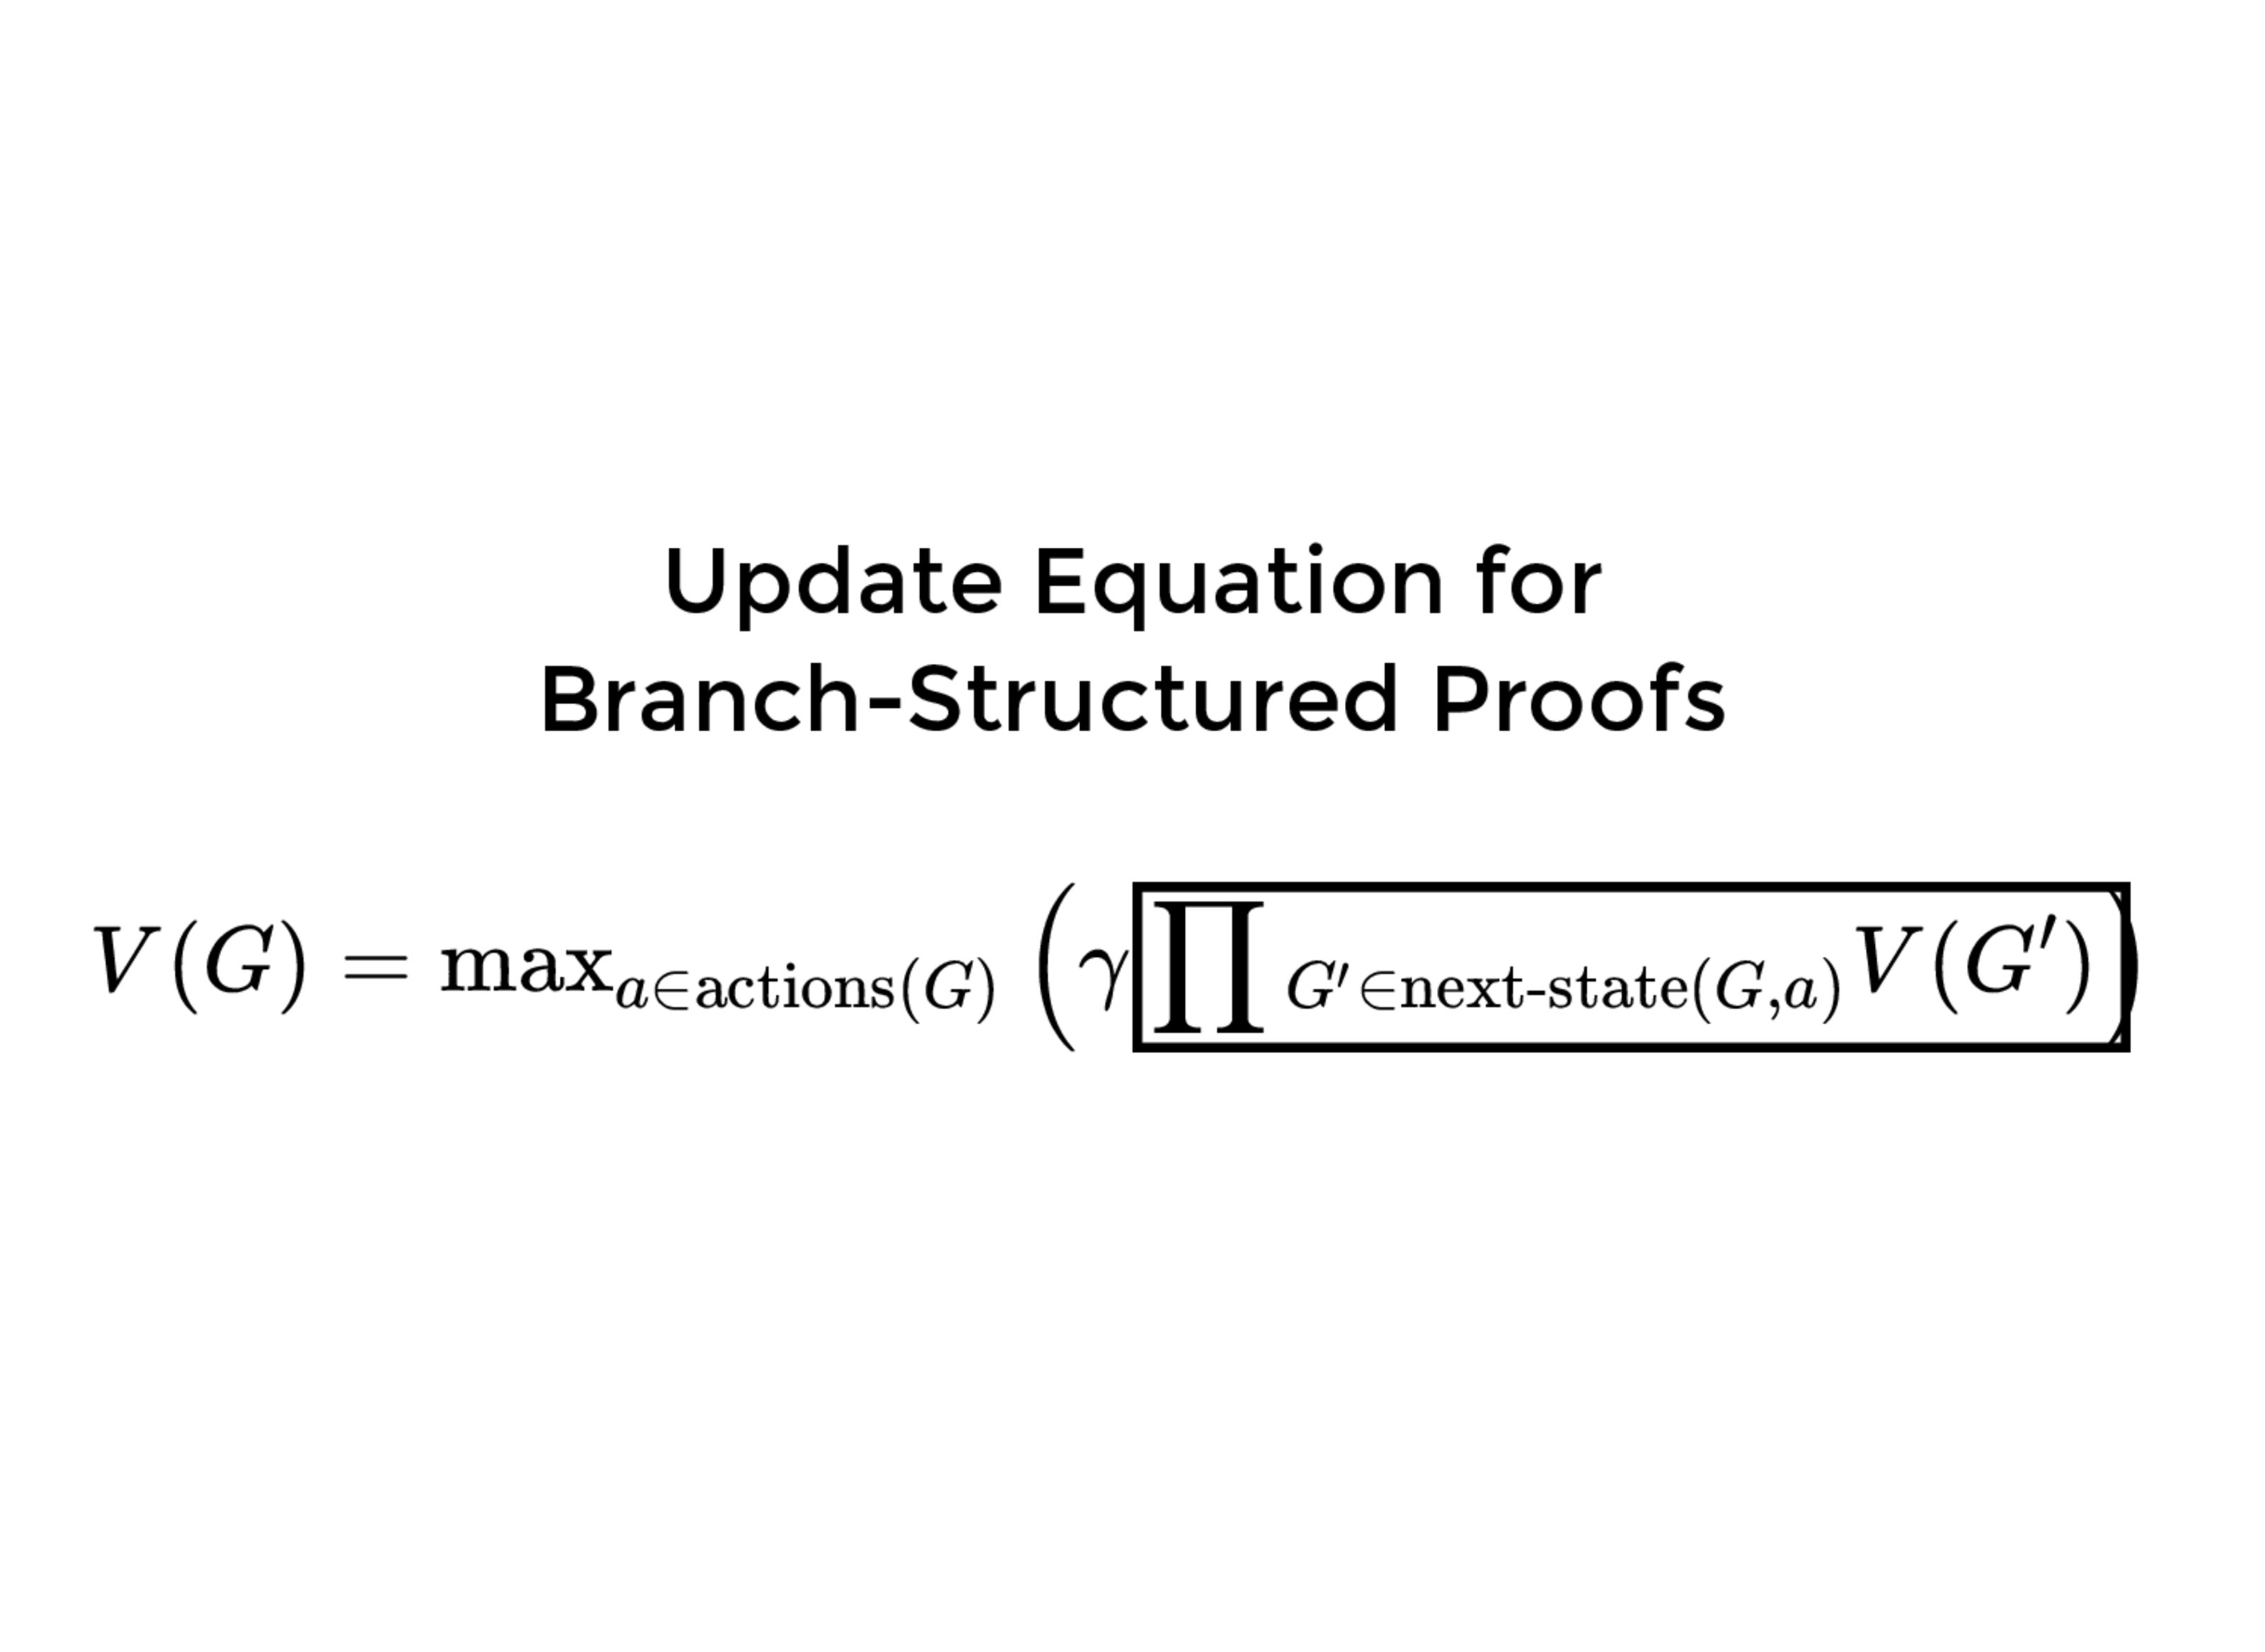 Update Equation for
Branch-Structured Proofs
V(G) = max_{a∈actions(G)} (γ ∏_{G′∈next-state(G,a)} V(G′))